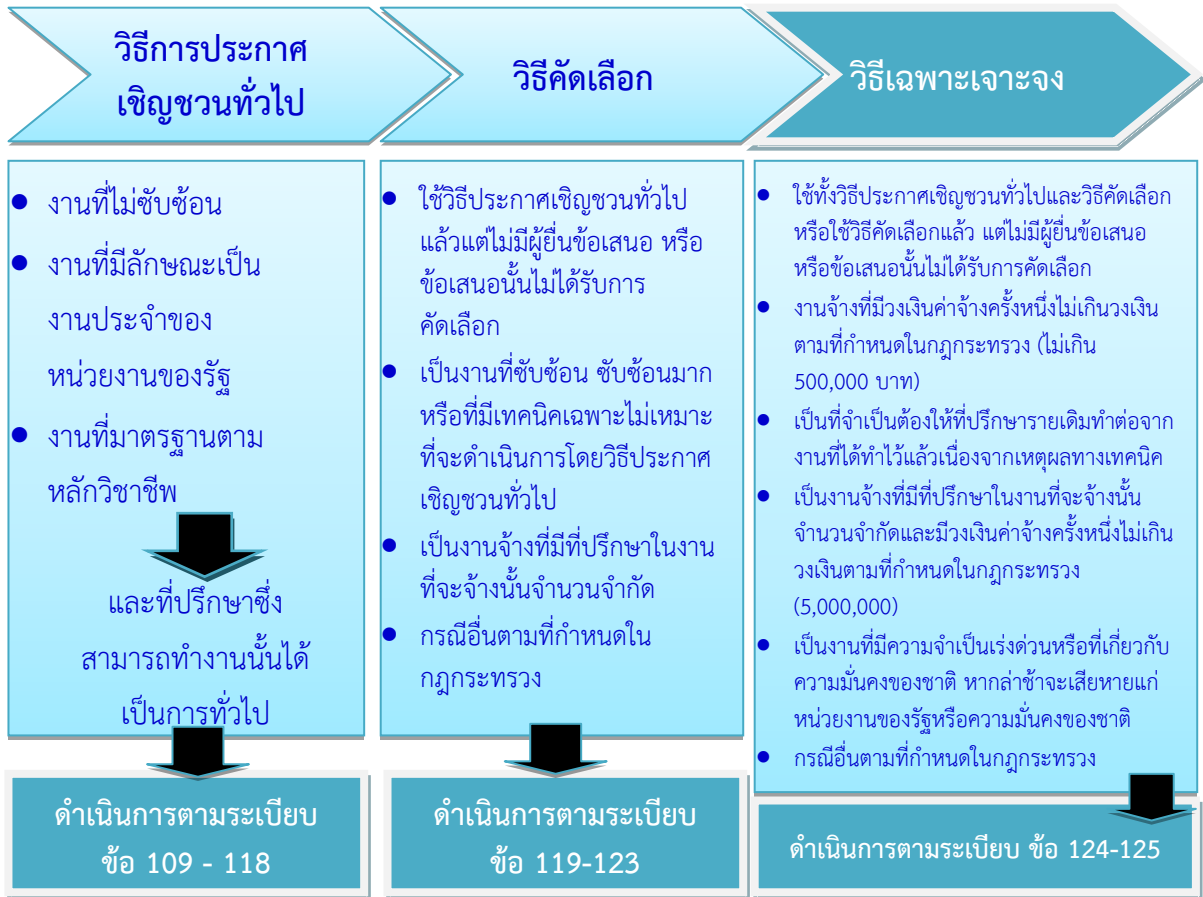 วิธีการประกาศ
เชิญชวนทั่วไป
วิธีคัดเลือก
วิธีเฉพาะเจาะจง
• งานที่ไม่ซับซ้อน
• งานที่มีลักษณะเป็น
งานประจำของ
หน่วยงานของรัฐ
• งานที่มาตรฐานตาม
หลักวิชาชีพ
และที่ปรึกษาซึ่ง
สามารถทำงานนั้นได้
เป็นการทั่วไป
ดำเนินการตามระเบียบ
ข้อ 109 - 118
• ใช้วิธีประกาศเชิญชวนทั่วไป
แล้วแต่ไม่มีผู้ยื่นข้อเสนอ หรือ
ข้อเสนอนั้นไม่ได้รับการ
คัดเลือก
• เป็นงานที่ซับซ้อน ซับซ้อนมาก
หรือที่มีเทคนิคเฉพาะไม่เหมาะ
ที่จะดำเนินการโดยวิธีประกาศ
เชิญชวนทั่วไป
• เป็นงานจ้างที่มีที่ปรึกษาในงาน
ที่จะจ้างนั้นจำนวนจำกัด
• กรณีอื่นตามที่กำหนดใน
กฎกระทรวง
ดำเนินการตามระเบียบ
ข้อ 119-123
• ใช้ทั้งวิธีประกาศเชิญชวนทั่วไปและวิธีคัดเลือก
หรือใช้วิธีคัดเลือกแล้ว แต่ไม่มีผู้ยื่นข้อเสนอ
หรือข้อเสนอนั้นไม่ได้รับการคัดเลือก
• งานจ้างที่มีวงเงินค่าจ้างครั้งหนึ่งไม่เกินวงเงิน
ตามที่กำหนดในกฎกระทรวง (ไม่เกิน
500,000 บาท)
• เป็นที่จำเป็นต้องให้ที่ปรึกษารายเดิมทำต่อจาก
งานที่ได้ทำไว้แล้วเนื่องจากเหตุผลทางเทคนิค
• เป็นงานจ้างที่มีที่ปรึกษาในงานที่จะจ้างนั้น
จำนวนจำกัดและมีวงเงินค่าจ้างครั้งหนึ่งไม่เกิน
วงเงินตามที่กำหนดในกฎกระทรวง
(5,000,000)
• เป็นงานที่มีความจำเป็นเร่งด่วนหรือที่เกี่ยวกับ
ความมั่นคงของชาติ หากล่าช้าจะเสียหายแก่
หน่วยงานของรัฐหรือความมั่นคงของชาติ
• กรณีอื่นตามที่กำหนดในกฎกระทรวง
ดำเนินการตามระเบียบ ข้อ 124-125